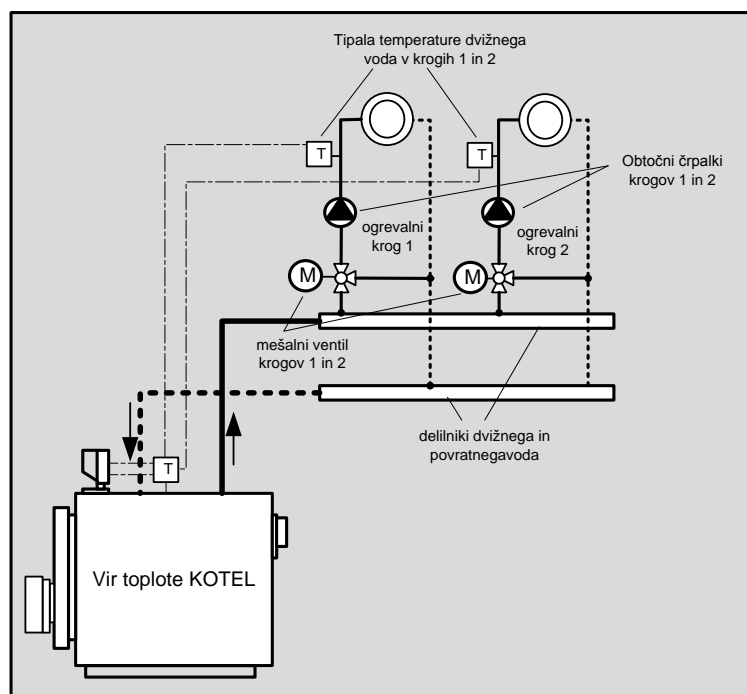 Tipala temperature dvižnega
voda v krogih 1 in 2
T
T
Obtočni črpalki
krogov 1 in 2
ogrevalni
krog 1
ogrevalni
krog 2
M
M
mešalni ventil
krogov 1 in 2
delilniki dvižnega in
povratnegavoda
T
Vir toplote KOTEL